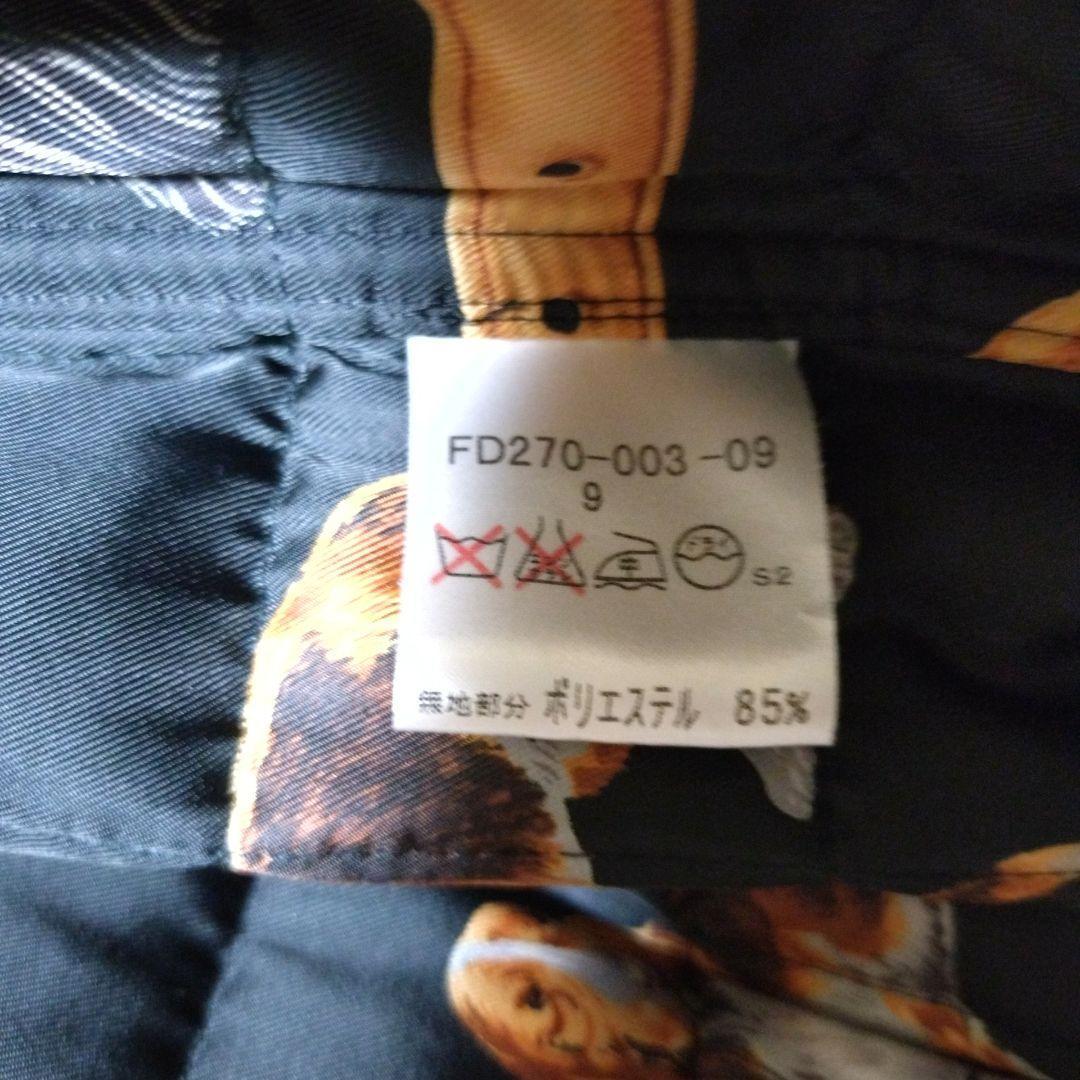 FD270-003-09
9
中 ドライ S2
無地部分 ポリエステル 85%